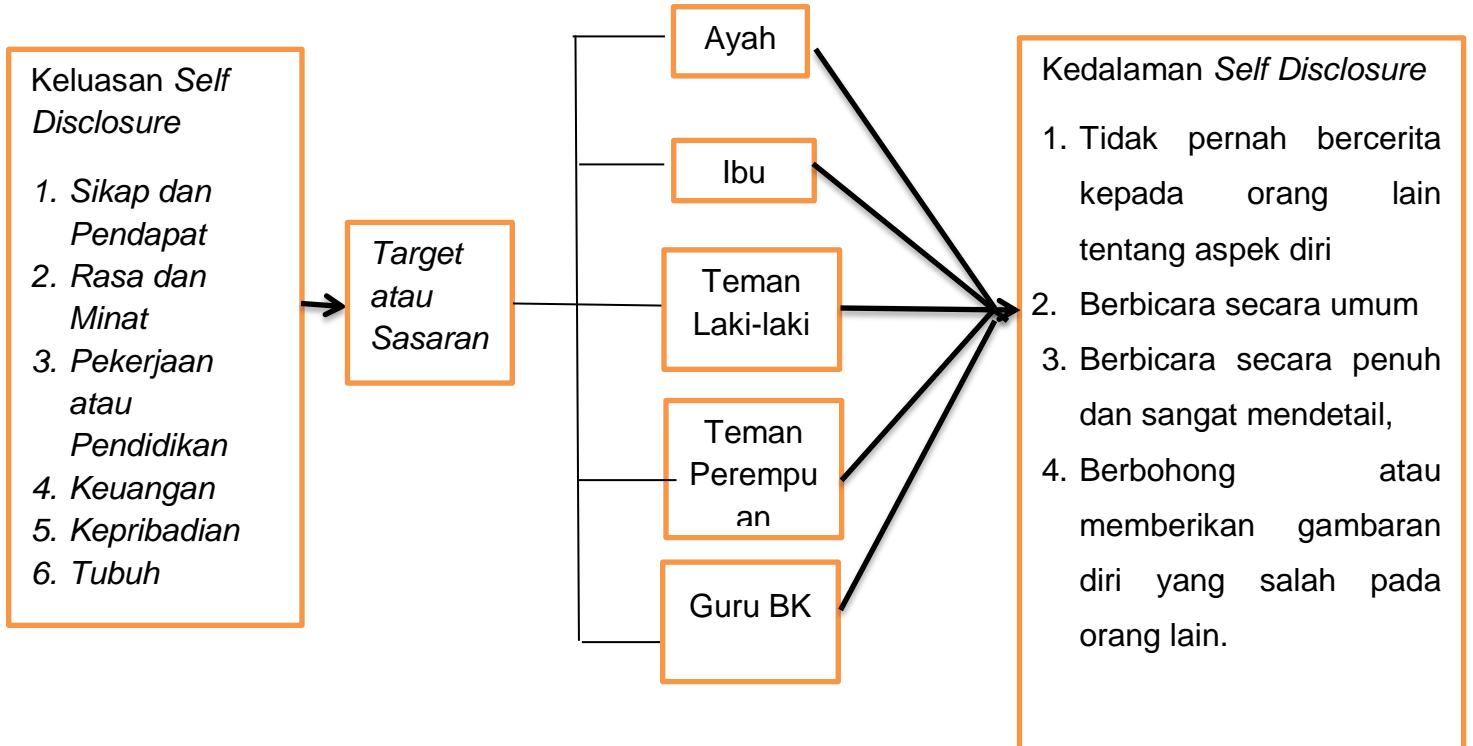 Keluasan Self
Disclosure
1. Sikap dan
Pendapat
2. Rasa dan
Minat
3. Pekerjaan
atau
Pendidikan
4. Keuangan
5. Kepribadian
6. Tubuh
Target
atau
Sasaran
Ayah
Ibu
Teman
Laki-laki
Teman
Perempu
an
Guru BK
Kedalaman Self Disclosure
1. Tidak pernah bercerita
kepada orang lain
tentang aspek diri
2. Berbicara secara umum
3. Berbicara secara penuh
dan sangat mendetail,
4. Berbohong atau
memberikan gambaran
diri yang salah pada
orang lain.